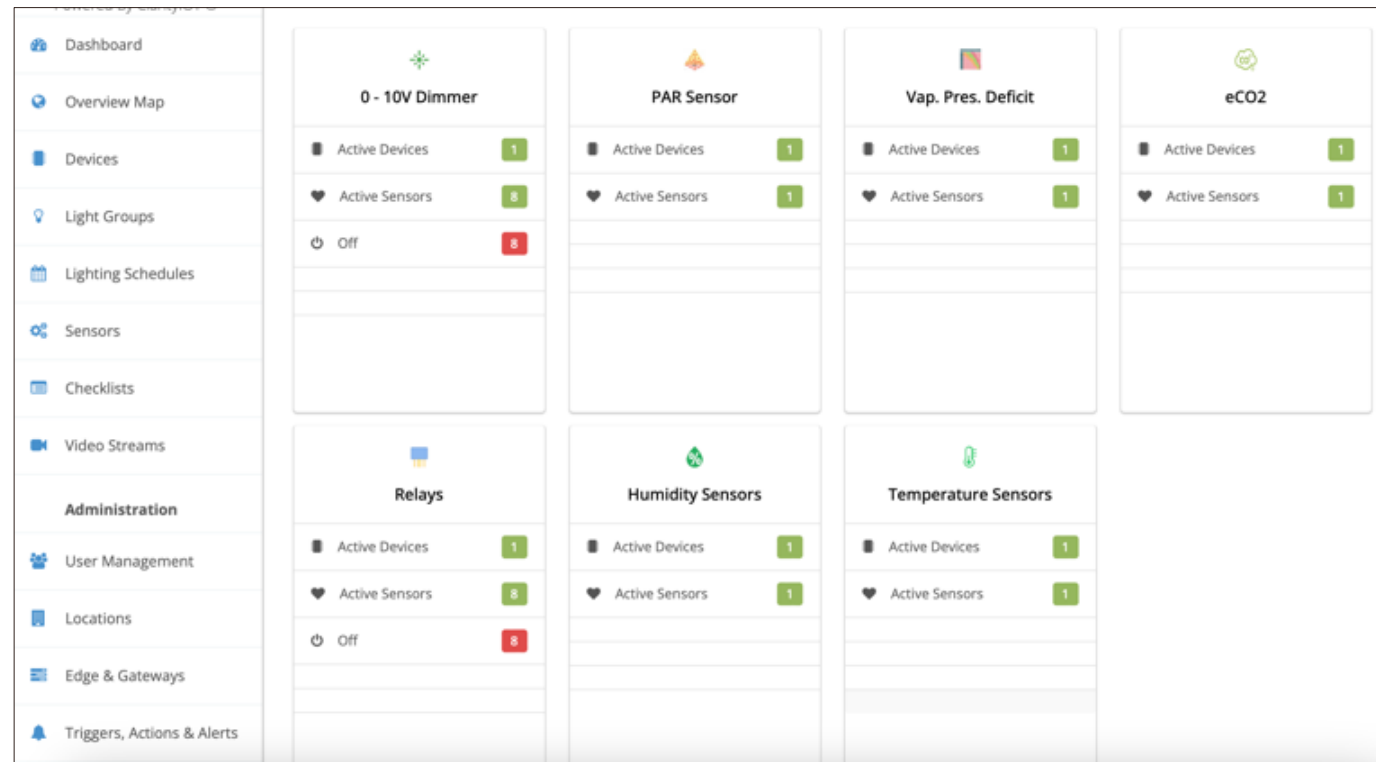 Dashboard
Overview Map
Devices
Light Groups
Lighting Schedules
Sensors
Checklists
Video Streams
Administration
User Management
Locations
Edge & Gateways
Triggers, Actions & Alerts
0 - 10V Dimmer
Active Devices 1
Active Sensors 8
Off 8
PAR Sensor
Active Devices 1
Active Sensors 1
Vap. Pres. Deficit
Active Devices 1
Active Sensors 1
eCO2
Active Devices 1
Active Sensors 1
Relays
Active Devices 1
Active Sensors 8
Off 8
Humidity Sensors
Active Devices 1
Active Sensors 1
Temperature Sensors
Active Devices 1
Active Sensors 1